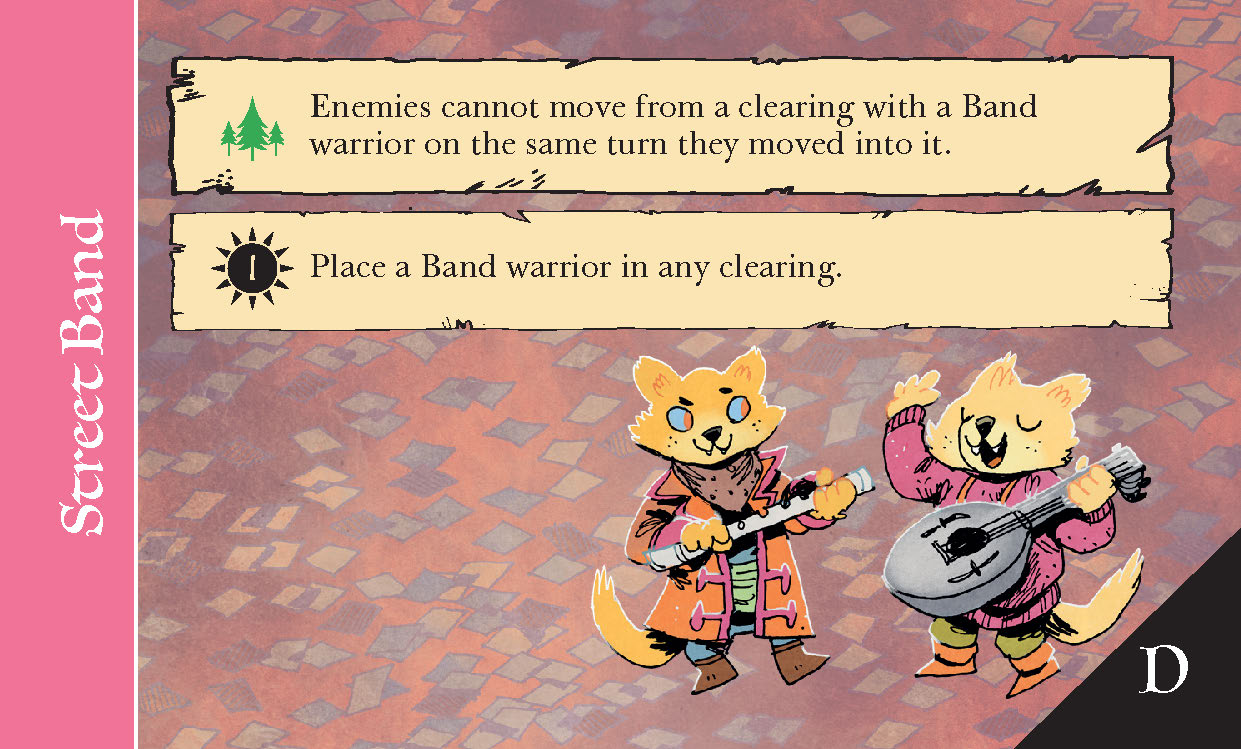 Street Band
Enemies cannot move from a clearing with a Band
warrior on the same turn they moved into it.
1 Place a Band warrior in any clearing.
D